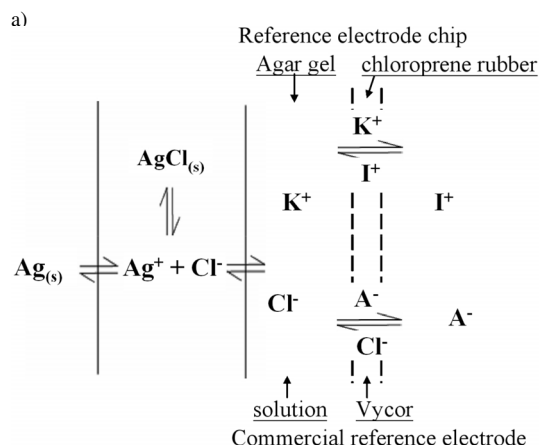 a)
Reference electrode chip
Agar gel chloroprene rubber
K⁺
AgCl(s)
I⁺
K⁺ I⁺
Ag(s) Ag⁺ + Cl⁻
Cl⁻ A⁻ A⁻
Cl⁻
solution Vycor
Commercial reference electrode